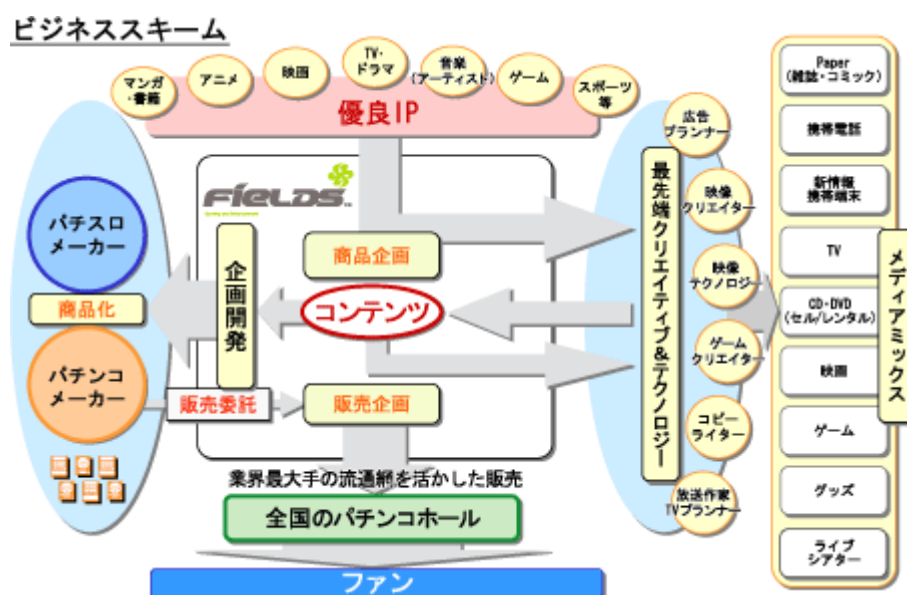 ビジネススキーム
マンガ
・書籍
アニメ
映画
TV・
ドラマ
音楽
(アーティスト)
ゲーム
スポーツ
等
優良IP
FIELDS
パチスロ
メーカー
商品化
パチンコ
メーカー
企画開発
商品企画
コンテンツ
販売委託
販売企画
業界最大手の流通網を活かした販売
全国のパチンコホール
ファン
最先端クリエイティブ&テクノロジー
広告
プランナー
映像
クリエイター
映像
テクノロジー
ゲーム
クリエイター
コピー
ライター
放送作家
TVプランナー
Paper
(雑誌・コミック)
携帯電話
新情報
携帯端末
TV
CD・DVD
(セル/レンタル)
映画
ゲーム
グッズ
ライブ
シアター
メディアミックス